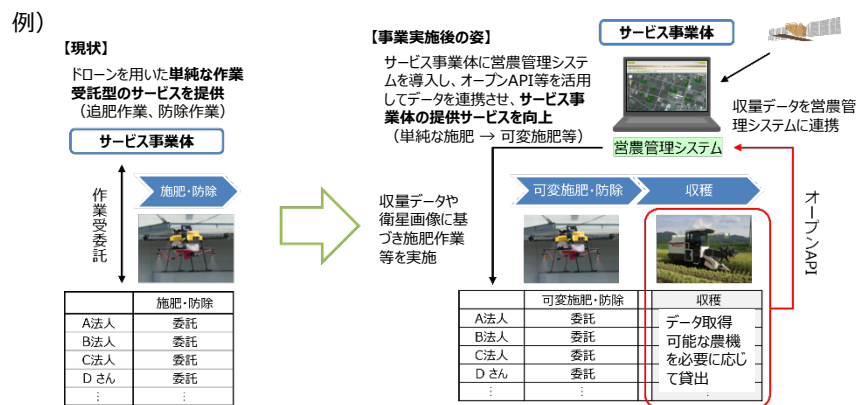 例）
【現状】
ドローンを用いた単純な作業
受託型のサービスを提供
（追肥作業、防除作業）
サービス事業体
作業受委託
施肥・防除
施肥・防除
A法人 委託
B法人 委託
C法人 委託
D さん 委託
⋮ ⋮
【事業実施後の姿】
サービス事業体に営農管理システ
ムを導入し、オープンAPI等を活用
してデータを連携させ、サービス事
業体の提供サービスを向上
（単純な施肥 → 可変施肥等）
サービス事業体
営農管理システム
収量データを営農管
理システムに連携
収量データや
衛星画像に基
づき施肥作業
等を実施
可変施肥・防除
収穫
オープンAPI
可変施肥・防除 収穫
A法人 委託
B法人 委託
C法人 委託
D さん 委託
⋮ ⋮ ⋮
データ取得
可能な農機
を必要に応じ
て貸出